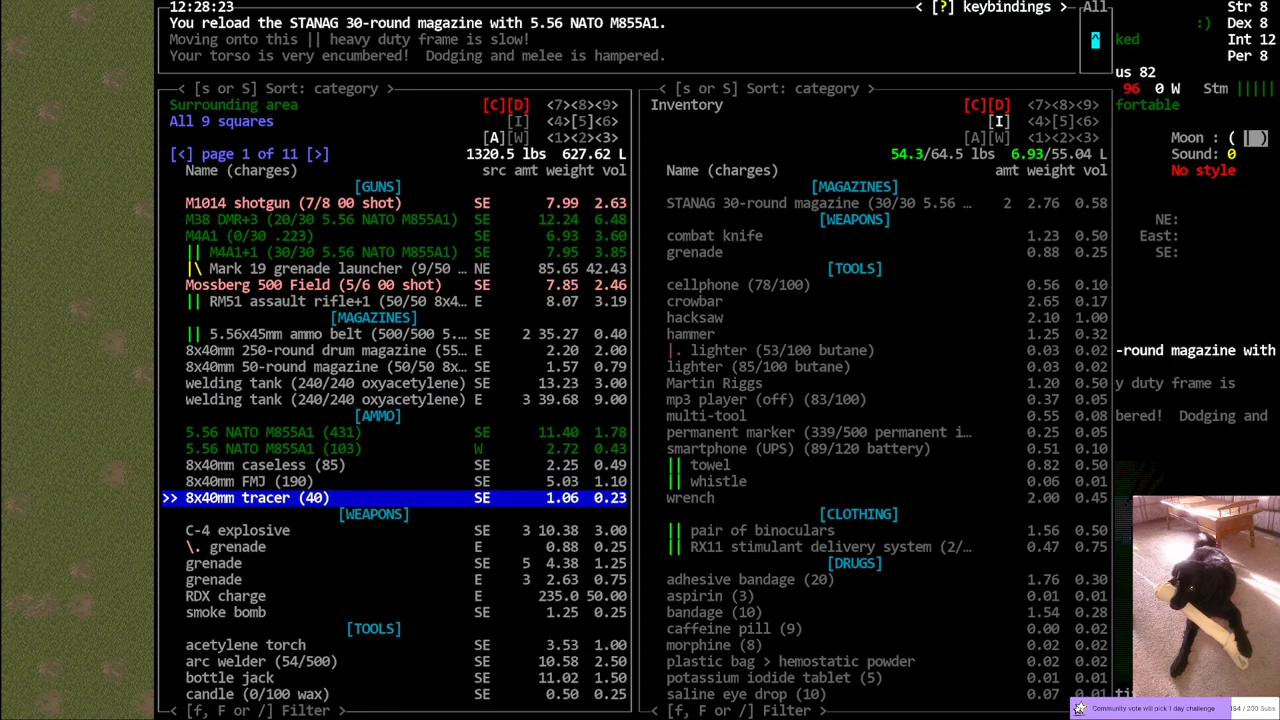 12:28:23
You reload the STANAG 30-round magazine with 5.56 NATO M855A1.
Moving onto this || heavy duty frame is slow!
Your torso is very encumbered! Dodging and melee is hampered.
< [?] keybindings >
All
^
Str 8
:) Dex 8
ked Int 12
Per 8
us 82
96 0 W Stm |||||
fortable
Moon : ( | )
Sound: 0
No style
NE:
East:
SE:
-round magazine with
y duty frame is
bered! Dodging and
< [s or S] Sort: category >
Surrounding area [C][D] <7><8><9>
All 9 squares [I] <4>[5]<6>
[A][W] <1><2><3>
[<] page 1 of 11 [>] 1320.5 lbs 627.62 L
Name (charges) src amt weight vol
[GUNS]
M1014 shotgun (7/8 00 shot) SE 7.99 2.63
M38 DMR+3 (20/30 5.56 NATO M855A1) SE 12.24 6.48
M4A1 (0/30 .223) SE 6.93 3.60
|| M4A1+1 (30/30 5.56 NATO M855A1) SE 7.95 3.85
|\ Mark 19 grenade launcher (9/50 … NE 85.65 42.43
Mossberg 500 Field (5/6 00 shot) SE 7.85 2.46
|| RM51 assault rifle+1 (50/50 8x4… E 8.07 3.19
[MAGAZINES]
|| 5.56x45mm ammo belt (500/500 5.… SE 2 35.27 0.40
8x40mm 250-round drum magazine (55… E 2.20 2.00
8x40mm 50-round magazine (50/50 8x… SE 1.57 0.79
welding tank (240/240 oxyacetylene) SE 13.23 3.00
welding tank (240/240 oxyacetylene) E 3 39.68 9.00
[AMMO]
5.56 NATO M855A1 (431) SE 11.40 1.78
5.56 NATO M855A1 (103) W 2.72 0.43
8x40mm caseless (85) SE 2.25 0.49
8x40mm FMJ (190) SE 5.03 1.10
>> 8x40mm tracer (40) SE 1.06 0.23
[WEAPONS]
C-4 explosive SE 3 10.38 3.00
\. grenade E 0.88 0.25
grenade SE 5 4.38 1.25
grenade E 3 2.63 0.75
RDX charge E 235.0 50.00
smoke bomb SE 1.25 0.25
[TOOLS]
acetylene torch SE 3.53 1.00
arc welder (54/500) SE 10.58 2.50
bottle jack SE 11.02 1.50
candle (0/100 wax) SE 0.50 0.25
< [f, F or /] Filter >
< [s or S] Sort: category >
Inventory [C][D] <7><8><9>
[I] <4>[5]<6>
[A][W] <1><2><3>
54.3/64.5 lbs 6.93/55.04 L
Name (charges) amt weight vol
[MAGAZINES]
STANAG 30-round magazine (30/30 5.56 … 2 2.76 0.58
[WEAPONS]
combat knife 1.23 0.50
grenade 0.88 0.25
[TOOLS]
cellphone (78/100) 0.56 0.10
crowbar 2.65 0.17
hacksaw 2.10 1.00
hammer 1.25 0.32
|. lighter (53/100 butane) 0.03 0.02
lighter (85/100 butane) 0.03 0.02
Martin Riggs 1.20 0.50
mp3 player (off) (83/100) 0.37 0.05
multi-tool 0.55 0.08
permanent marker (339/500 permanent i… 0.25 0.05
smartphone (UPS) (89/120 battery) 0.51 0.10
|| towel 0.82 0.50
|| whistle 0.06 0.01
wrench 2.00 0.45
[CLOTHING]
|| pair of binoculars 1.56 0.50
|| RX11 stimulant delivery system (2/… 0.47 0.75
[DRUGS]
adhesive bandage (20) 1.76 0.30
aspirin (3) 0.01 0.01
bandage (10) 1.54 0.28
caffeine pill (9) 0.00 0.02
morphine (8) 0.02 0.02
plastic bag > hemostatic powder 0.02 0.02
potassium iodide tablet (5) 0.01 0.02
saline eye drop (10) 0.07 0.01
< [f, F or /] Filter >
Community vote will pick 1 day challenge
154 / 200 Subs